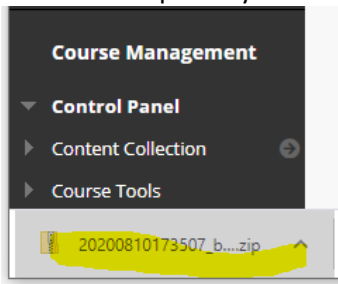 Course Management
Control Panel
Content Collection
Course Tools
20200810173507_b....zip